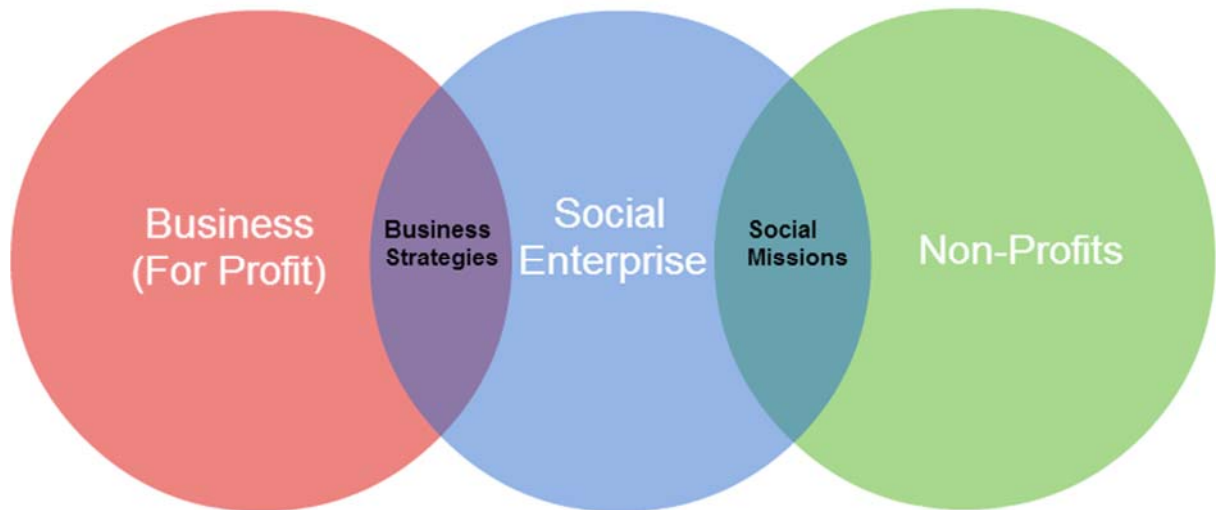 Business
(For Profit)
Business
Strategies
Social
Enterprise
Social
Missions
Non-Profits